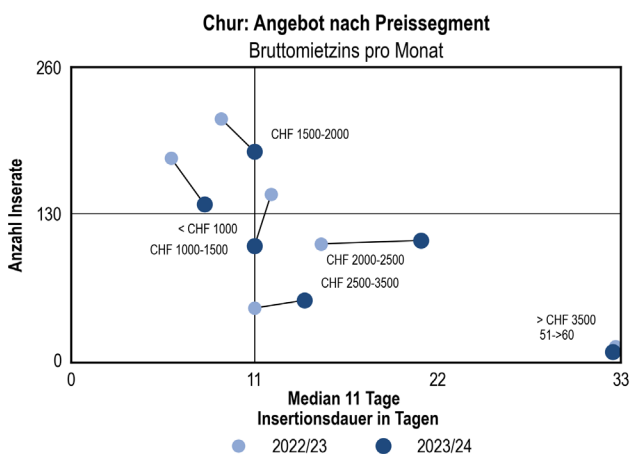 Chur: Angebot nach Preissegment
Bruttomietzins pro Monat
260
CHF 1500-2000
Anzahl Inserate
130
< CHF 1000
CHF 1000-1500
CHF 2000-2500
CHF 2500-3500
> CHF 3500
51->60
0
0
11
22
33
Median 11 Tage
Insertionsdauer in Tagen
2022/23
2023/24